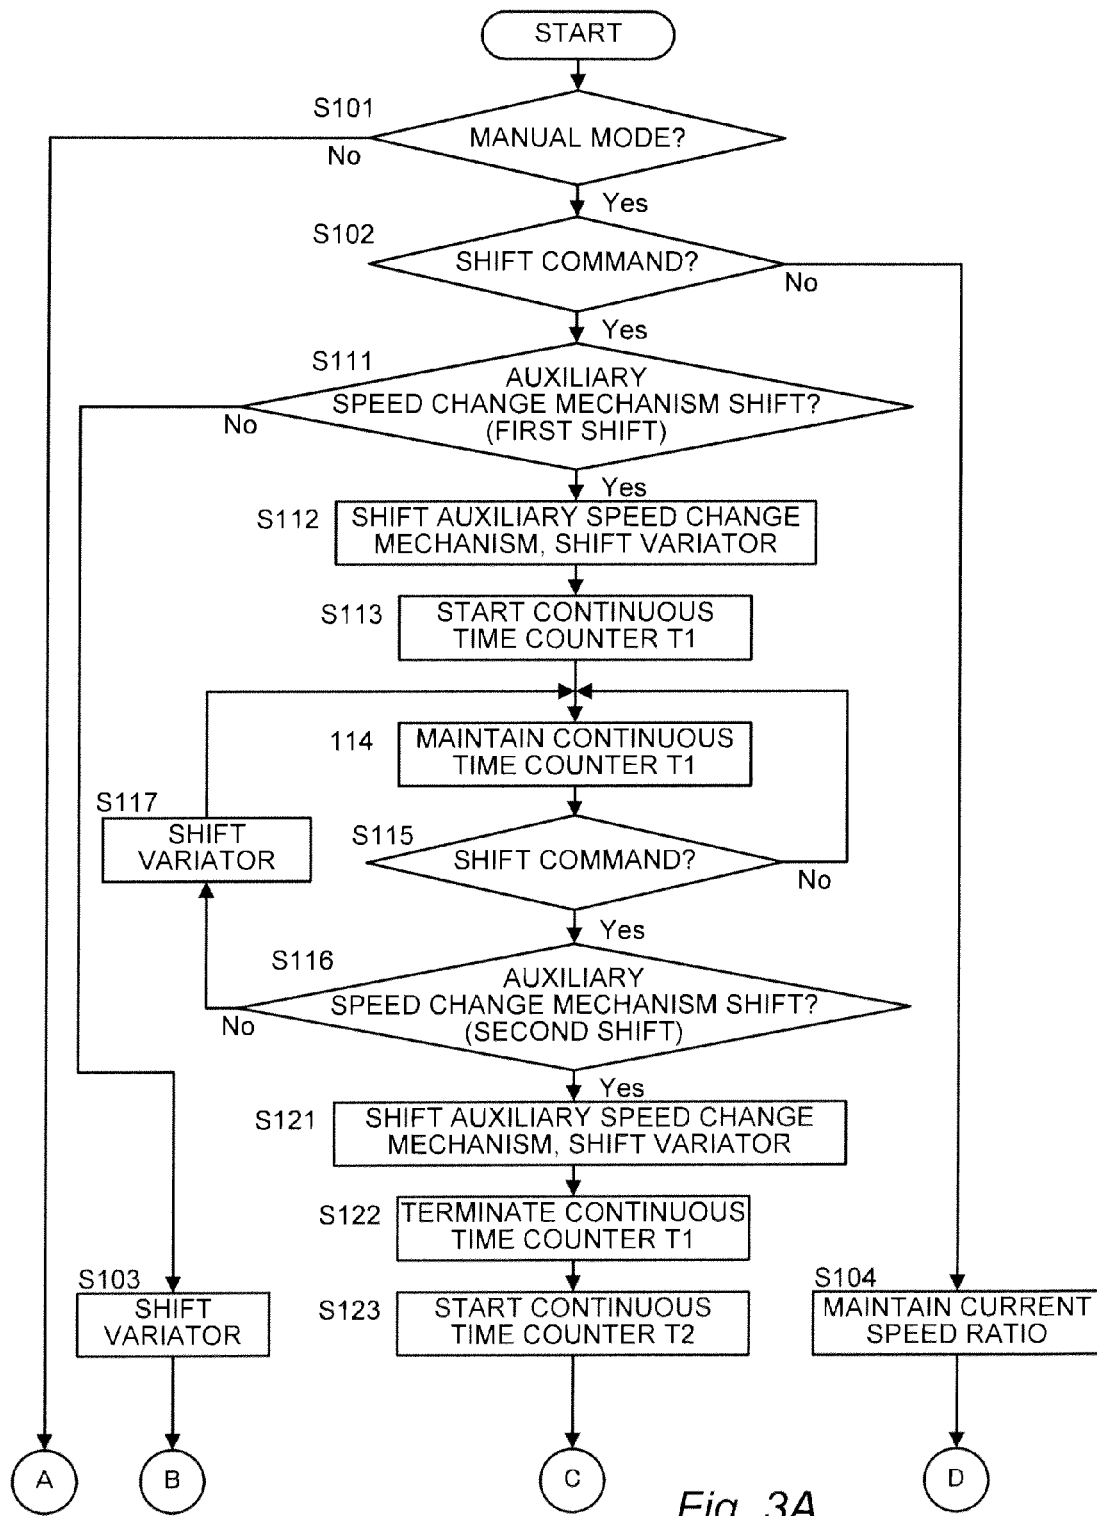 START
S101
MANUAL MODE?
No
Yes
S102
SHIFT COMMAND?
No
Yes
S111
AUXILIARY
SPEED CHANGE MECHANISM SHIFT?
(FIRST SHIFT)
No
Yes
S112
SHIFT AUXILIARY SPEED CHANGE
MECHANISM, SHIFT VARIATOR
S113
START CONTINUOUS
TIME COUNTER T1
114
MAINTAIN CONTINUOUS
TIME COUNTER T1
S117
SHIFT
VARIATOR
S115
SHIFT COMMAND?
No
Yes
S116
AUXILIARY
SPEED CHANGE MECHANISM SHIFT?
(SECOND SHIFT)
No
Yes
S121
SHIFT AUXILIARY SPEED CHANGE
MECHANISM, SHIFT VARIATOR
S122
TERMINATE CONTINUOUS
TIME COUNTER T1
S103
SHIFT
VARIATOR
S123
START CONTINUOUS
TIME COUNTER T2
S104
MAINTAIN CURRENT
SPEED RATIO
A
B
C
D
Fig. 3A